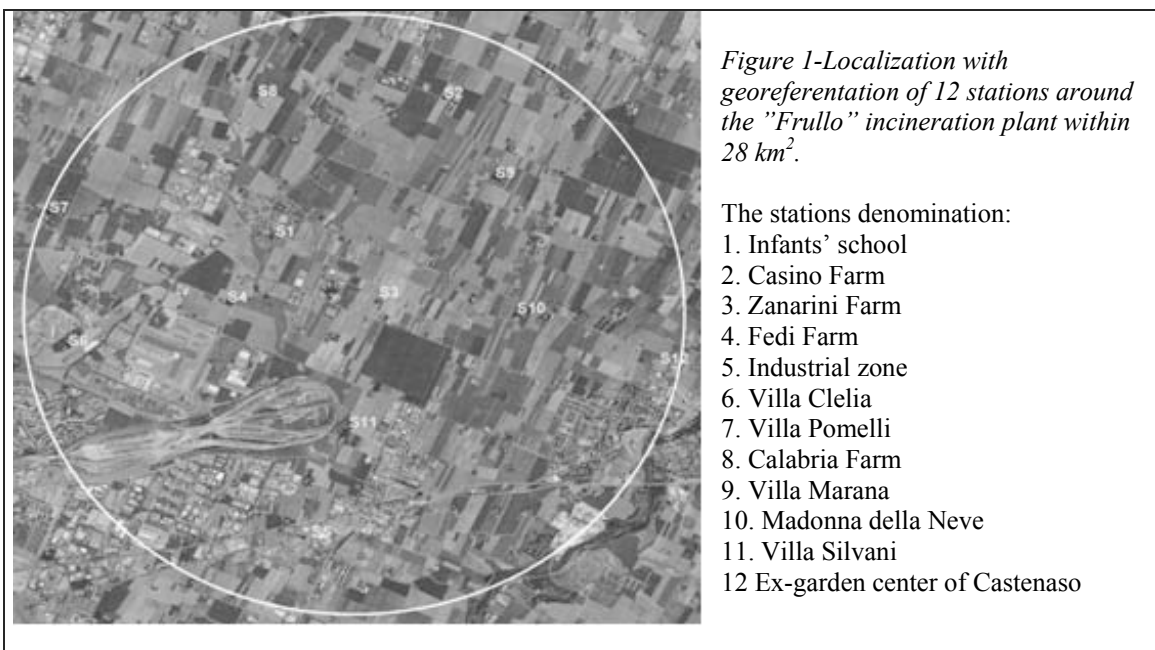 S8
S2
S7
S1
S4
S3
S10
S12
S11
Figure 1-Localization with
georeferentation of 12 stations around
the ”Frullo” incineration plant within
28 km².
The stations denomination:
1. Infants’ school
2. Casino Farm
3. Zanarini Farm
4. Fedi Farm
5. Industrial zone
6. Villa Clelia
7. Villa Pomelli
8. Calabria Farm
9. Villa Marana
10. Madonna della Neve
11. Villa Silvani
12 Ex-garden center of Castenaso